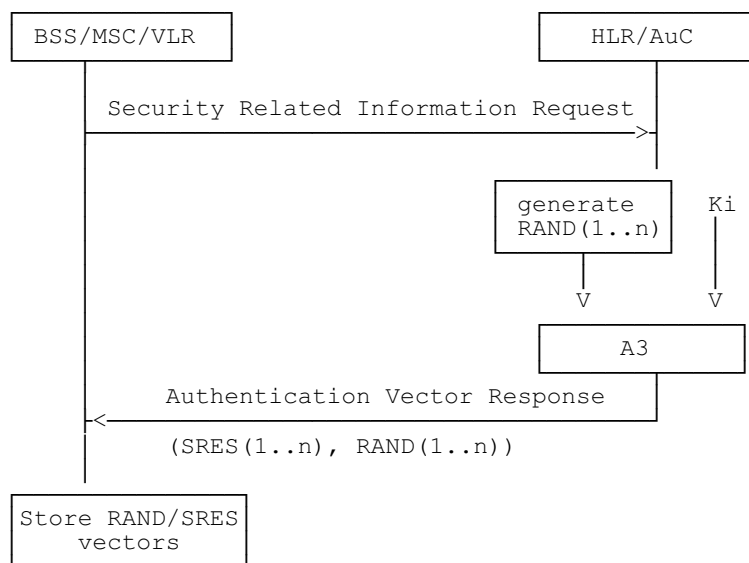 BSS/MSC/VLR
HLR/AuC
Security Related Information Request
generate
RAND(1..n)
Ki
A3
Authentication Vector Response
(SRES(1..n), RAND(1..n))
Store RAND/SRES
vectors